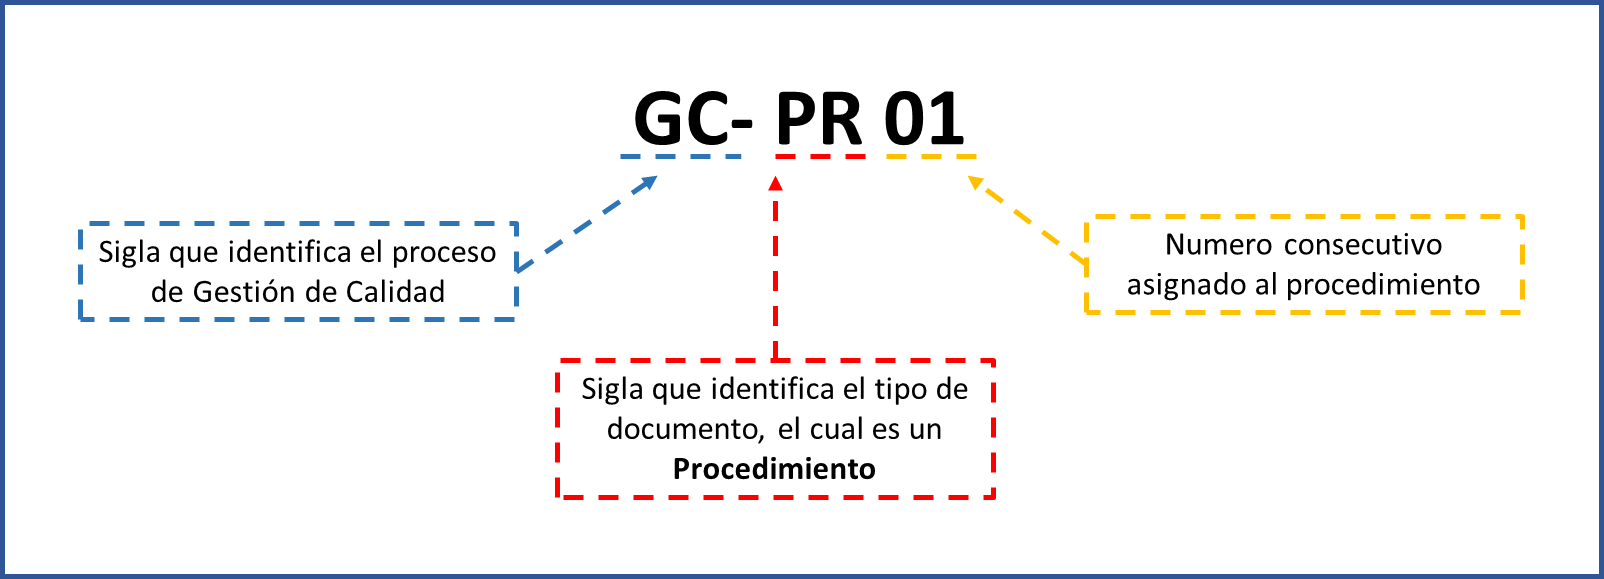 GC- PR 01
Sigla que identifica el proceso
de Gestión de Calidad
Numero consecutivo
asignado al procedimiento
Sigla que identifica el tipo de
documento, el cual es un
Procedimiento